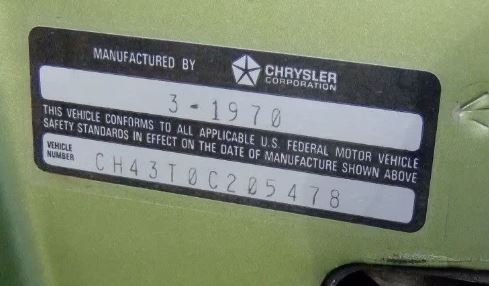 MANUFACTURED BY CHRYSLER CORPORATION
3-1970
THIS VEHICLE CONFORMS TO ALL APPLICABLE U.S. FEDERAL MOTOR VEHICLE
SAFETY STANDARDS IN EFFECT ON THE DATE OF MANUFACTURE SHOWN ABOVE
VEHICLE NUMBER CH43T0C205478